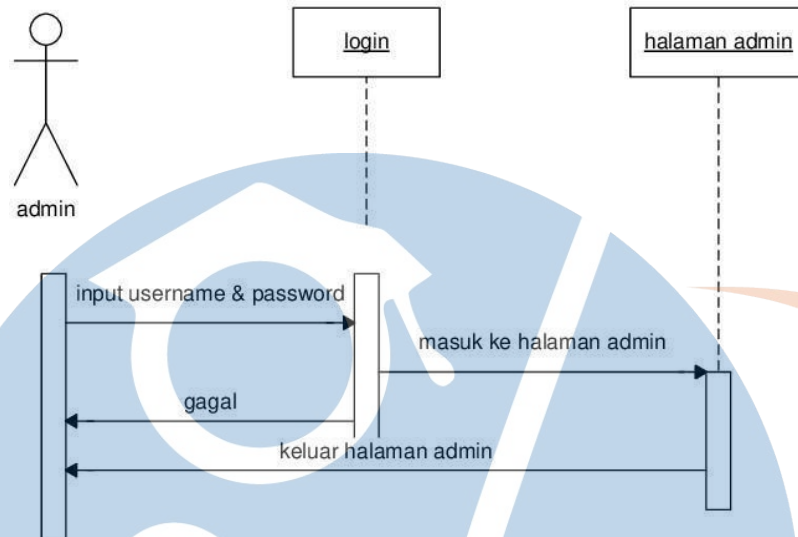 login
halaman admin
admin
input username & password
masuk ke halaman admin
gagal
keluar halaman admin